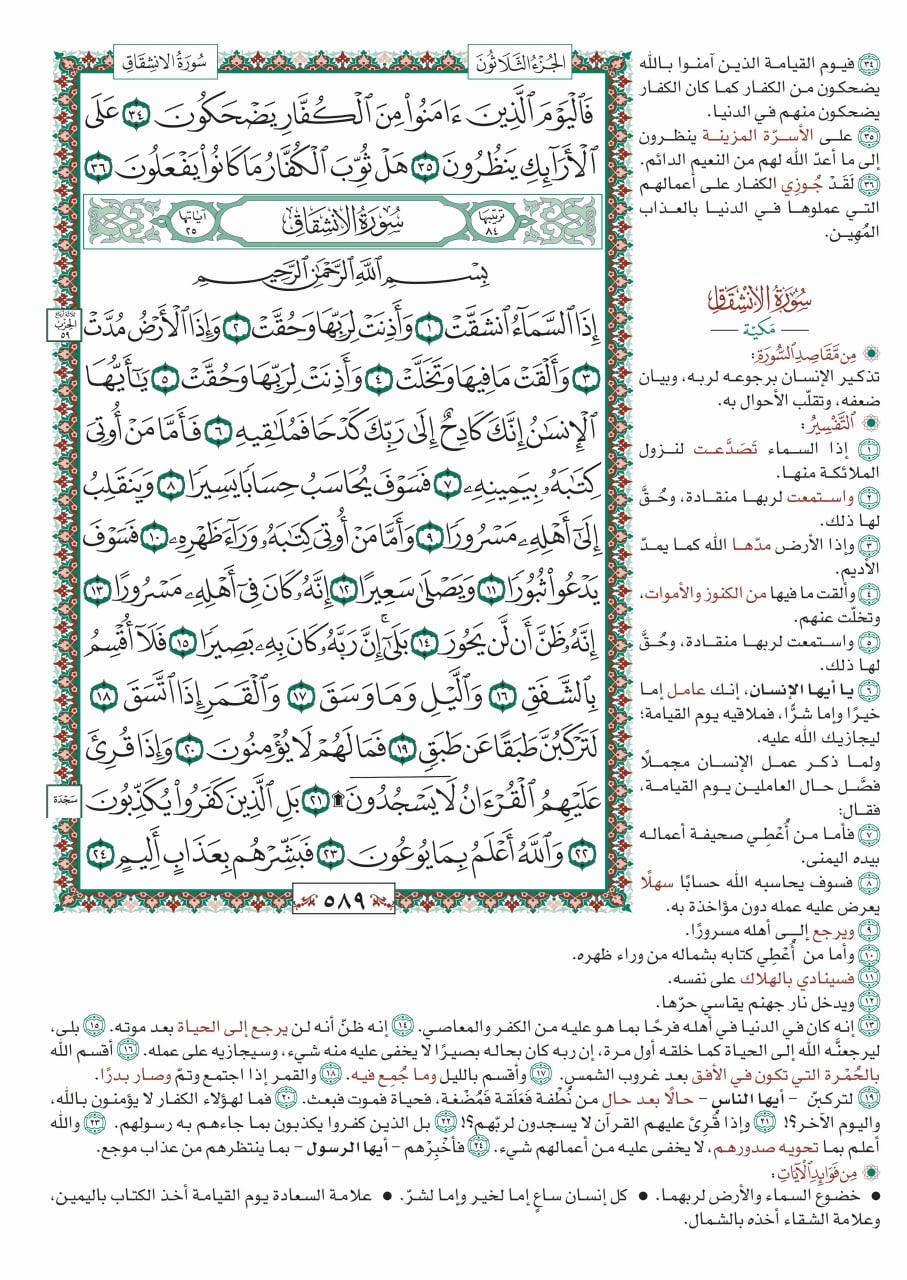 سُورَةُ الانشِقَاقِ
الجُزءُ الثَّلَاثُونَ
فَٱلۡيَوۡمَ ٱلَّذِينَ ءَامَنُواْ مِنَ ٱلۡكُفَّارِ يَضۡحَكُونَ ٣٤ عَلَى
ٱلۡأَرَآئِكِ يَنظُرُونَ ٣٥ هَلۡ ثُوِّبَ ٱلۡكُفَّارُ مَا كَانُواْ يَفۡعَلُونَ ٣٦
ترتيبها ٨٤ سُورَةُ الانشِقَاقِ آياتها ٢٥
بِسۡمِ ٱللَّهِ ٱلرَّحۡمَٰنِ ٱلرَّحِيمِ
إِذَا ٱلسَّمَآءُ ٱنشَقَّتۡ ١ وَأَذِنَتۡ لِرَبِّهَا وَحُقَّتۡ ٢ وَإِذَا ٱلۡأَرۡضُ مُدَّتۡ
٣ وَأَلۡقَتۡ مَا فِيهَا وَتَخَلَّتۡ ٤ وَأَذِنَتۡ لِرَبِّهَا وَحُقَّتۡ ٥ يَٰٓأَيُّهَا
ٱلۡإِنسَٰنُ إِنَّكَ كَادِحٌ إِلَىٰ رَبِّكَ كَدۡحٗا فَمُلَٰقِيهِ ٦ فَأَمَّا مَنۡ أُوتِيَ
كِتَٰبَهُۥ بِيَمِينِهِۦ ٧ فَسَوۡفَ يُحَاسَبُ حِسَابٗا يَسِيرٗا ٨ وَيَنقَلِبُ
إِلَىٰٓ أَهۡلِهِۦ مَسۡرُورٗا ٩ وَأَمَّا مَنۡ أُوتِيَ كِتَٰبَهُۥ وَرَآءَ ظَهۡرِهِۦ ١٠ فَسَوۡفَ
يَدۡعُواْ ثُبُورٗا ١١ وَيَصۡلَىٰ سَعِيرًا ١٢ إِنَّهُۥ كَانَ فِيٓ أَهۡلِهِۦ مَسۡرُورًا ١٣
إِنَّهُۥ ظَنَّ أَن لَّن يَحُورَ ١٤ بَلَىٰٓۚ إِنَّ رَبَّهُۥ كَانَ بِهِۦ بَصِيرٗا ١٥ فَلَآ أُقۡسِمُ
بِٱلشَّفَقِ ١٦ وَٱلَّيۡلِ وَمَا وَسَقَ ١٧ وَٱلۡقَمَرِ إِذَا ٱتَّسَقَ ١٨
لَتَرۡكَبُنَّ طَبَقًا عَن طَبَقٖ ١٩ فَمَا لَهُمۡ لَا يُؤۡمِنُونَ ٢٠ وَإِذَا قُرِئَ
عَلَيۡهِمُ ٱلۡقُرۡءَانُ لَا يَسۡجُدُونَۤ ۩ ٢١ بَلِ ٱلَّذِينَ كَفَرُواْ يُكَذِّبُونَ
٢٢ وَٱللَّهُ أَعۡلَمُ بِمَا يُوعُونَ ٢٣ فَبَشِّرۡهُم بِعَذَابٍ أَلِيمٍ ٢٤
ثلاثة أرباع
الحزب
٥٩
سَجْدَة
٥٨٩
٣٤ فيوم القيامة الذين آمنوا بالله
يضحكون من الكفار كما كان الكفار
يضحكون منهم في الدنيا.
٣٥ على الأسرّة المزينة ينظرون
إلى ما أعدّ الله لهم من النعيم الدائم.
٣٦ لَقَدْ جُوزِي الكفار على أعمالهم
التي عملوها في الدنيا بالعذاب
المُهِين.
سُورَةُ الانشِقَاقِ
— مَكيّة —
مِن مَّقَاصِدِ السُّورَةِ:
تذكير الإنسان برجوعه لربه، وبيان
ضعفه، وتقلّب الأحوال به.
التَّفْسِيرُ:
١ إذا السماء تَصَدَّعت لنزول
الملائكة منها.
٢ واستمعت لربها منقادة، وحُقَّ
لها ذلك.
٣ وإذا الأرض مدّها الله كما يمدّ
الأديم.
٤ وألقت ما فيها من الكنوز والأموات،
وتخلّت عنهم.
٥ واستمعت لربها منقادة، وحُقَّ
لها ذلك.
٦ يا أيها الإنسان، إنك عامل إما
خيرًا وإما شرًّا، فملاقيه يوم القيامة؛
ليجازيك الله عليه.
ولما ذكر عمل الإنسان مجملًا
فصَّل حال العاملين يوم القيامة،
فقال:
٧ فأما من أُعْطِي صحيفة أعماله
بيده اليمنى.
٨ فسوف يحاسبه الله حسابًا سهلًا
يعرض عليه عمله دون مؤاخذة به.
٩ ويرجع إلى أهله مسرورًا.
١٠ وأما من أُعْطِي كتابه بشماله من وراء ظهره.
١١ فسينادي بالهلاك على نفسه.
١٢ ويدخل نار جهنم يقاسي حرّها.
١٣ إنه كان في الدنيا في أهله فرحًا بما هو عليه من الكفر والمعاصي. ١٤ إنه ظنّ أنه لن يرجع إلى الحياة بعد موته. ١٥ بلى،
ليرجعنَّه الله إلى الحياة كما خلقه أول مرة، إن ربه كان بحاله بصيرًا لا يخفى عليه منه شيء، وسيجازيه على عمله. ١٦ أقسم الله
بالحُمْرة التي تكون في الأفق بعد غروب الشمس. ١٧ وأقسم بالليل وما جُمِع فيه. ١٨ والقمر إذا اجتمع وتمّ وصار بدرًا.
١٩ لتركبنّ - أيها الناس - حالًا بعد حال من نُطْفة فَعَلَقة فَمُضْغة، فحياة فموت فبعث. ٢٠ فما لهؤلاء الكفار لا يؤمنون بالله،
واليوم الآخر؟! ٢١ وإذا قُرِئ عليهم القرآن لا يسجدون لربّهم؟! ٢٢ بل الذين كفروا يكذبون بما جاءهم به رسولهم. ٢٣ والله
أعلم بما تحويه صدورهم، لا يخفى عليه من أعمالهم شيء. ٢٤ فأخبِرْهم - أيها الرسول - بما ينتظرهم من عذاب موجع.
مِن فَوَائِدِ الآيَاتِ:
• خضوع السماء والأرض لربهما. • كل إنسان ساعٍ إما لخير وإما لشرّ. • علامة السعادة يوم القيامة أخذ الكتاب باليمين،
وعلامة الشقاء أخذه بالشمال.